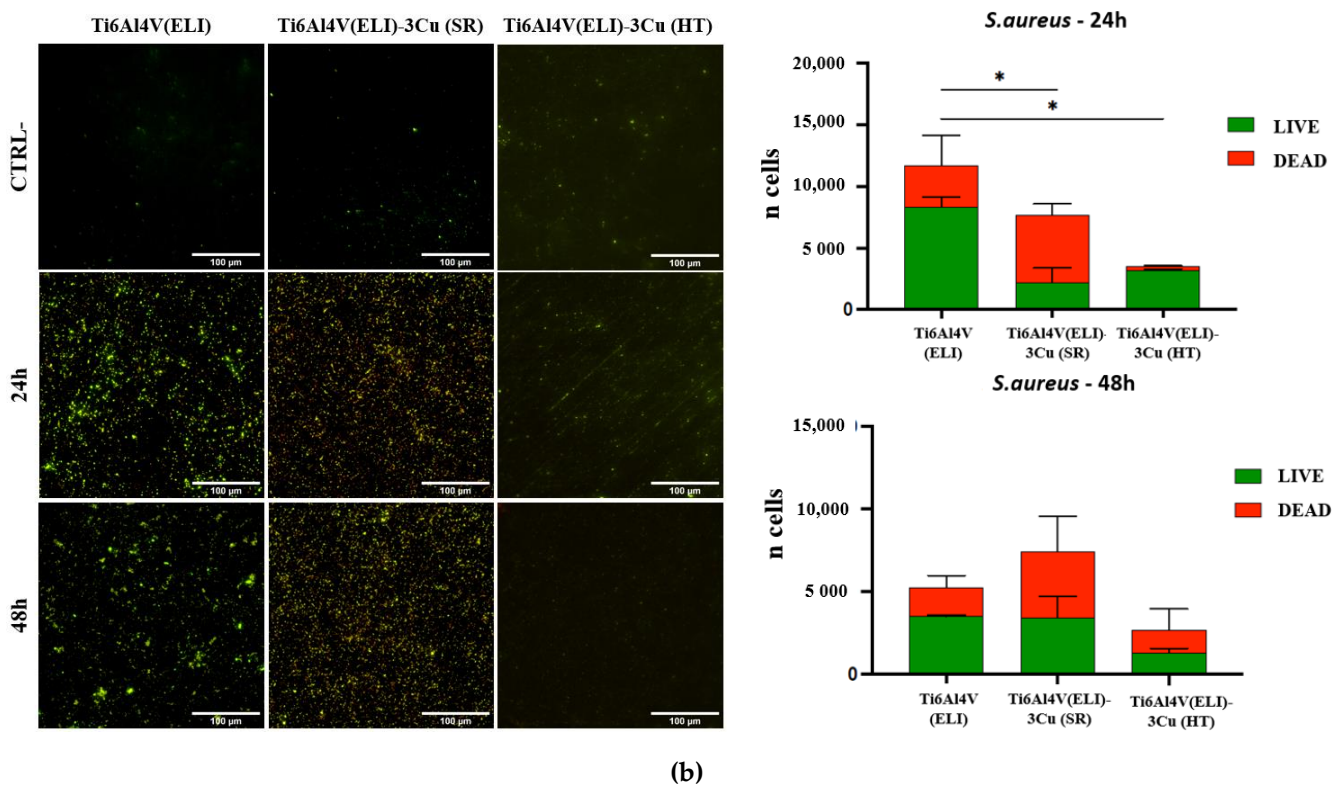 Ti6Al4V(ELI) Ti6Al4V(ELI)-3Cu (SR) Ti6Al4V(ELI)-3Cu (HT)
CTRL-
100 µm 100 µm 100 µm
24h
100 µm 100 µm 100 µm
48h
100 µm 100 µm 100 µm
S.aureus - 24h
n cells
20,000
15,000
10,000
5 000
0
* 
*
LIVE
DEAD
Ti6Al4V Ti6Al4V(ELI)- Ti6Al4V(ELI)-
(ELI) 3Cu (SR) 3Cu (HT)
S.aureus - 48h
n cells
15,000
10,000
5 000
0
LIVE
DEAD
Ti6Al4V Ti6Al4V(ELI)- Ti6Al4V(ELI)-
(ELI) 3Cu (SR) 3Cu (HT)
(b)